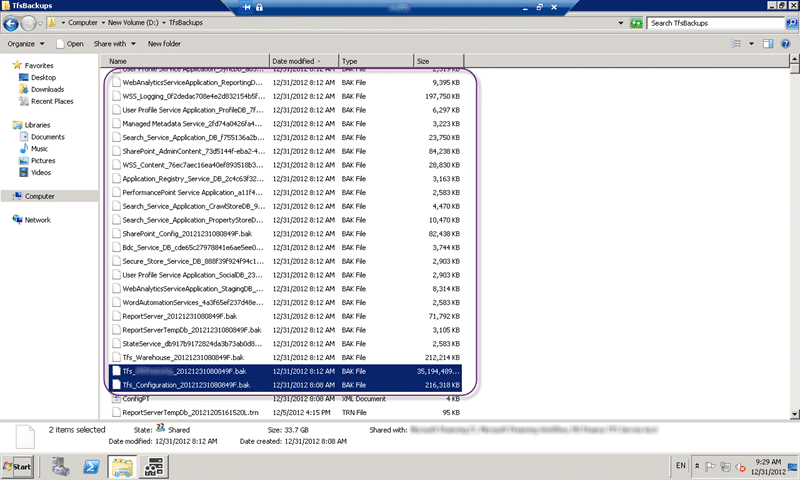 Computer ▸ New Volume (D:) ▸ TfsBackups
Search TfsBackups
Organize Open Share with New folder
Name Date modified Type Size
Favorites
Desktop
Downloads
Recent Places
Libraries
Documents
Music
Pictures
Videos
Computer
Network
12/31/2012 8:12 AM BAK File
WebAnalyticsServiceApplication_ReportingD... 12/31/2012 8:12 AM BAK File 9,395 KB
WSS_Logging_0f2dedac708e4e2d832154b5f... 12/31/2012 8:12 AM BAK File 197,750 KB
User Profile Service Application_ProfileDB_7f... 12/31/2012 8:12 AM BAK File 6,297 KB
Managed Metadata Service_2fd74a0426fa4... 12/31/2012 8:12 AM BAK File 3,223 KB
Search_Service_Application_DB_f755136a2b... 12/31/2012 8:12 AM BAK File 23,750 KB
SharePoint_AdminContent_73d5144f-eba2-4... 12/31/2012 8:12 AM BAK File 84,238 KB
WSS_Content_76ec7aec16ea40ef893518b3... 12/31/2012 8:12 AM BAK File 28,830 KB
Application_Registry_Service_DB_2c4c63f32... 12/31/2012 8:12 AM BAK File 3,163 KB
PerformancePoint Service Application_a11f4... 12/31/2012 8:12 AM BAK File 2,583 KB
Search_Service_Application_CrawlStoreDB_9... 12/31/2012 8:12 AM BAK File 4,470 KB
Search_Service_Application_PropertyStoreD... 12/31/2012 8:12 AM BAK File 10,470 KB
SharePoint_Config_20121231080849F.bak 12/31/2012 8:12 AM BAK File 82,438 KB
Bdc_Service_DB_cde65c27978841e6ae5ee0... 12/31/2012 8:12 AM BAK File 3,744 KB
Secure_Store_Service_DB_888f39f924f94c1... 12/31/2012 8:12 AM BAK File 2,903 KB
User Profile Service Application_SocialDB_23... 12/31/2012 8:12 AM BAK File 2,903 KB
WebAnalyticsServiceApplication_StagingDB_... 12/31/2012 8:12 AM BAK File 8,314 KB
WordAutomationServices_4a3f65ef237d48e... 12/31/2012 8:12 AM BAK File 2,583 KB
ReportServer_20121231080849F.bak 12/31/2012 8:12 AM BAK File 71,792 KB
ReportServerTempDb_20121231080849F.bak 12/31/2012 8:12 AM BAK File 3,105 KB
StateService_db917b9172824da3b73ab0d8... 12/31/2012 8:12 AM BAK File 2,583 KB
Tfs_Warehouse_20121231080849F.bak 12/31/2012 8:12 AM BAK File 212,214 KB
Tfs_ _20121231080849F.bak 12/31/2012 8:12 AM BAK File 35,194,489...
Tfs_Configuration_20121231080849F.bak 12/31/2012 8:08 AM BAK File 216,318 KB
ConfigPT 12/31/2012 8:08 AM XML Document 4 KB
ReportServerTempDb_20121205161520L.trn 12/5/2012 4:15 PM TRN File 95 KB
2 items selected State: Shared Size: 33.7 GB Shared with:
Date modified: 12/31/2012 8:12 AM Date created: 12/31/2012 8:08 AM
Start EN 9:29 AM
12/31/2012